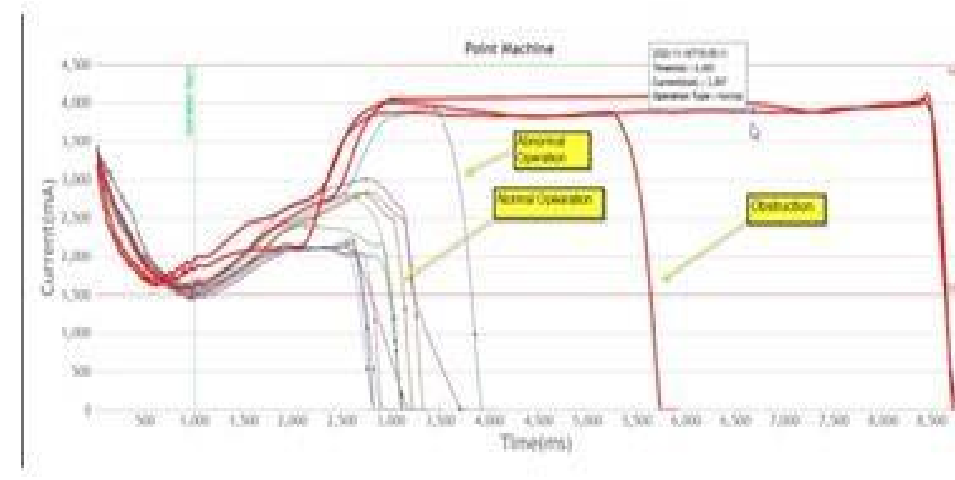 Point Machine
4,500
4,000
3,500
3,000
2,500
2,000
1,500
1,000
500
0
Current(mA)
Abnormal
Operation
Normal Operation
Obstruction
500 1,000 1,500 2,000 2,500 3,000 3,500 4,000 4,500 5,000 5,500 6,000 6,500 7,000 7,500 8,000 8,500
Time(ms)